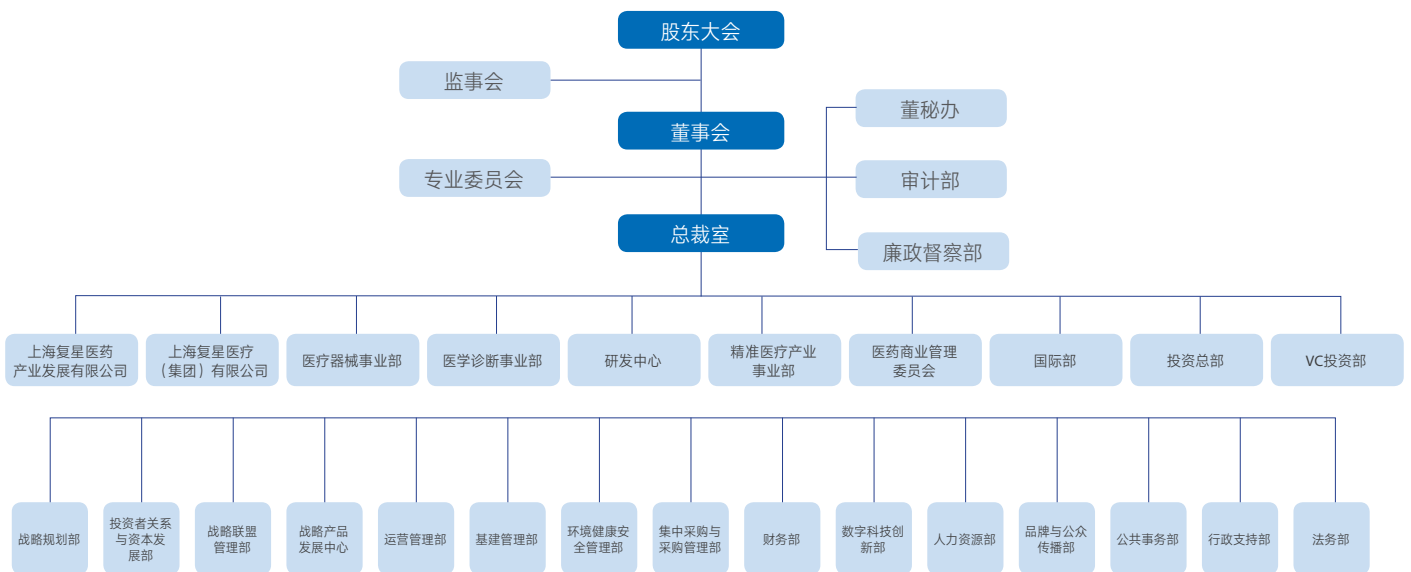 股东大会
监事会
董事会
董秘办
专业委员会
审计部
总裁室
廉政督察部
上海复星医药
产业发展有限公司
上海复星医疗
（集团）有限公司
医疗器械事业部
医学诊断事业部
研发中心
精准医疗产业
事业部
医药商业管理
委员会
国际部
投资总部
VC投资部
战略规划部
投资者关系
与资本发
展部
战略联盟
管理部
战略产品
发展中心
运营管理部
基建管理部
环境健康安
全管理部
集中采购与
采购管理部
财务部
数字科技创
新部
人力资源部
品牌与公众
传播部
公共事务部
行政支持部
法务部